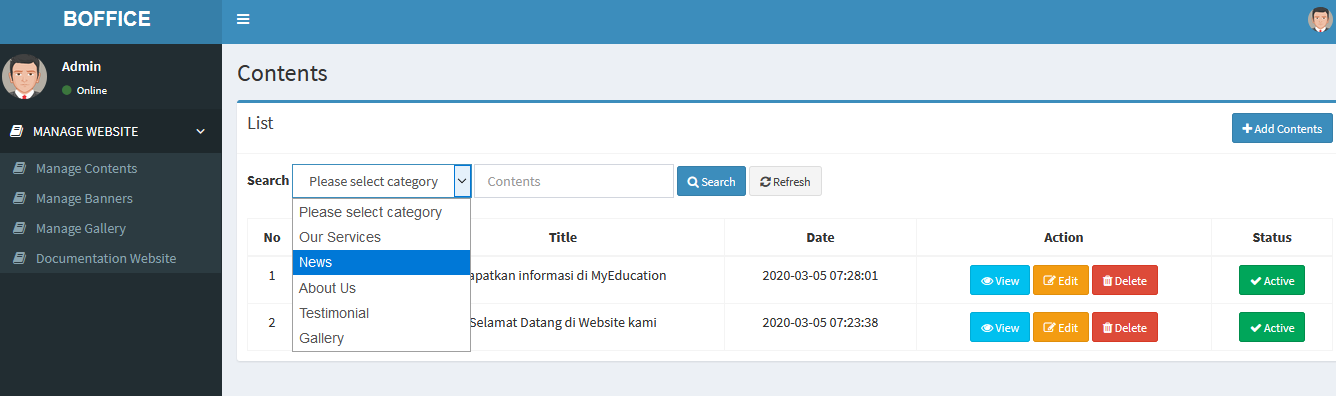 BOFFICE
Admin
Online
MANAGE WEBSITE
Manage Contents
Manage Banners
Manage Gallery
Documentation Website
Contents
List
Add Contents
Search Please select category Contents Search Refresh
Please select category
Our Services
News
About Us
Testimonial
Gallery
No Title Date Action Status
1 apatkan informasi di MyEducation 2020-03-05 07:28:01 View Edit Delete Active
2 Selamat Datang di Website kami 2020-03-05 07:23:38 View Edit Delete Active